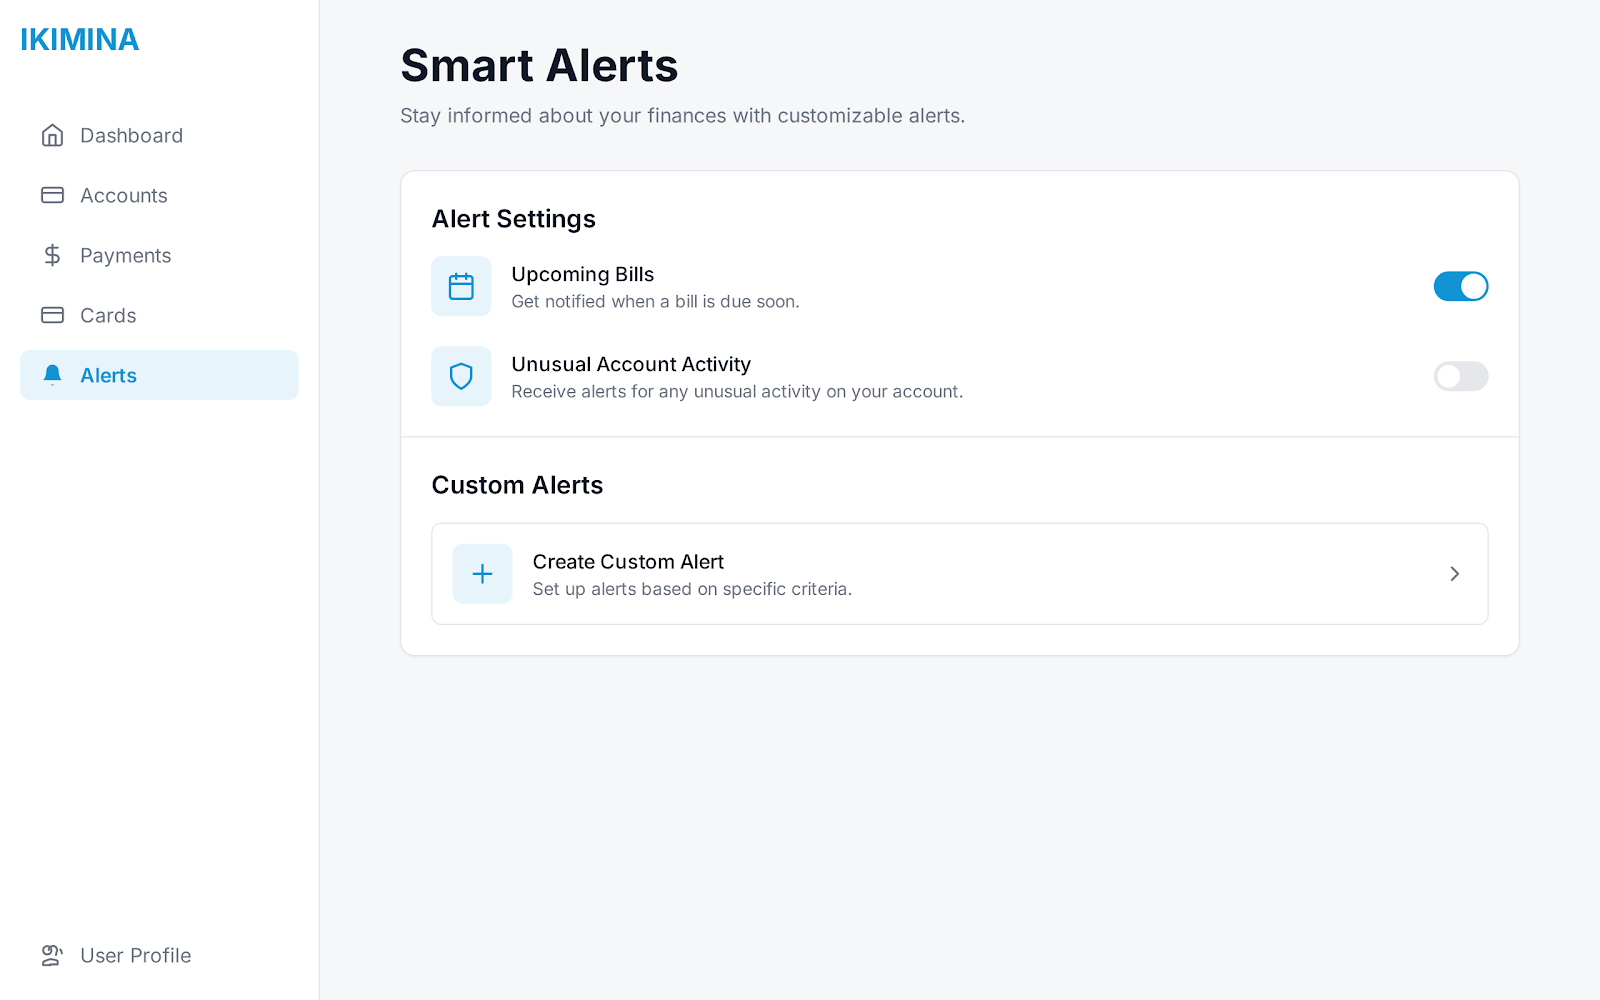 IKIMINA
Dashboard
Accounts
Payments
Cards
Alerts
User Profile
Smart Alerts
Stay informed about your finances with customizable alerts.
Alert Settings
Upcoming Bills
Get notified when a bill is due soon.
Unusual Account Activity
Receive alerts for any unusual activity on your account.
Custom Alerts
Create Custom Alert
Set up alerts based on specific criteria.